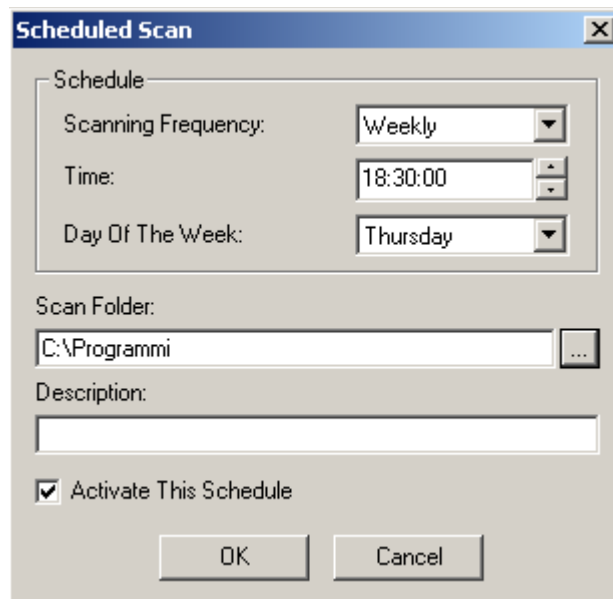 Scheduled Scan
Schedule
Scanning Frequency: Weekly
Time: 18:30:00
Day Of The Week: Thursday
Scan Folder:
C:\Programmi ...
Description:
Activate This Schedule
OK Cancel